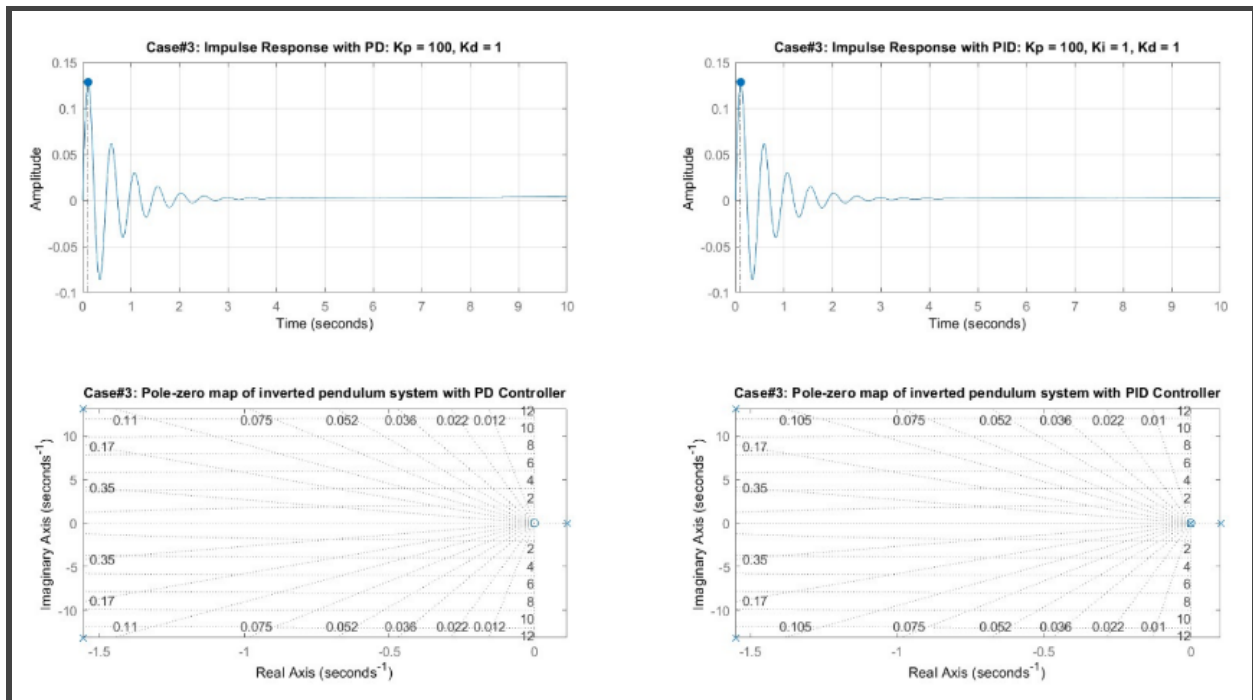 Case#3: Impulse Response with PD: Kp = 100, Kd = 1
0.15
0.1
0.05
0
-0.05
-0.1
Amplitude
0 1 2 3 4 5 6 7 8 9 10
Time (seconds)
Case#3: Impulse Response with PID: Kp = 100, Ki = 1, Kd = 1
0.15
0.1
0.05
0
-0.05
-0.1
Amplitude
0 1 2 3 4 5 6 7 8 9 10
Time (seconds)
Case#3: Pole-zero map of inverted pendulum system with PD Controller
0.11 0.075 0.052 0.036 0.022 0.012 12
10
0.17
8
6
5
0.35
4
2
0
2
0.35
4
-5
6
0.17
8
-10
10
0.11 0.075 0.052 0.036 0.022 0.012 12
Imaginary Axis (seconds⁻¹)
-1.5 -1 -0.5 0
Real Axis (seconds⁻¹)
Case#3: Pole-zero map of inverted pendulum system with PID Controller
0.105 0.075 0.052 0.036 0.022 0.01 12
10
0.17
8
6
5
0.35
4
2
0
2
0.35
4
-5
6
0.17
8
-10
10
0.105 0.075 0.052 0.036 0.022 0.01 12
Imaginary Axis (seconds⁻¹)
-1.5 -1 -0.5 0
Real Axis (seconds⁻¹)